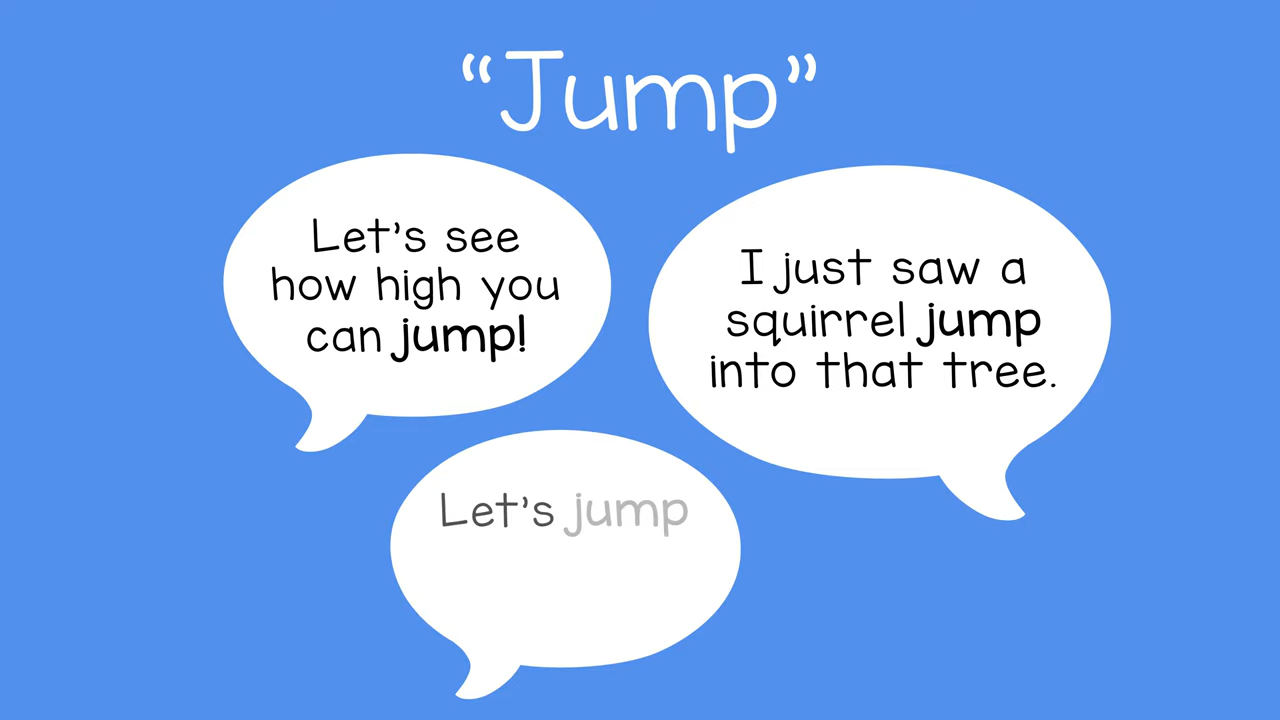 “Jump”
Let’s see
how high you
can jump!
I just saw a
squirrel jump
into that tree.
Let’s jump